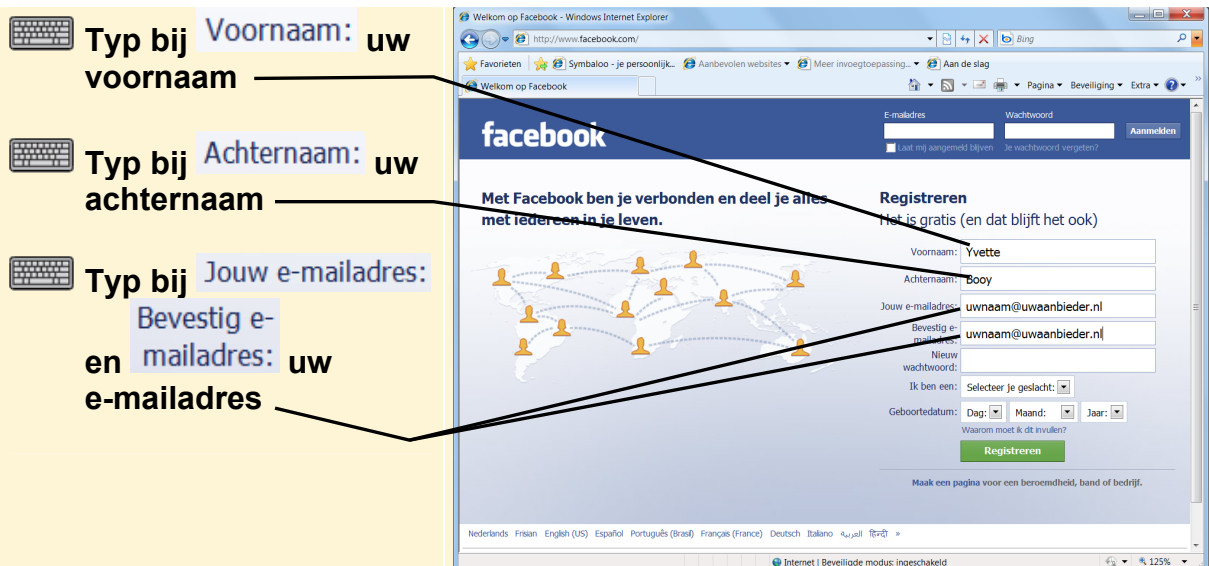 Typ bij Voornaam: uw
voornaam
Typ bij Achternaam: uw
achternaam
Typ bij Jouw e-mailadres:
Bevestig e-
en mailadres: uw
e-mailadres
Welkom op Facebook - Windows Internet Explorer
http://www.facebook.com/
Bing
Favorieten Symbaloo - je persoonlijk... Aanbevolen websites Meer invoegtoepassing... Aan de slag
Welkom op Facebook
Pagina Beveiliging Extra
facebook
E-mailadres Wachtwoord
Aanmelden
Laat mij aangemeld blijven Je wachtwoord vergeten?
Met Facebook ben je verbonden en deel je alles
met iedereen in je leven.
Registreren
Het is gratis (en dat blijft het ook)
Voornaam: Yvette
Achternaam: Booy
Jouw e-mailadres: uwnaam@uwaanbieder.nl
Bevestig e-
mailadres: uwnaam@uwaanbieder.nl
Nieuw
wachtwoord:
Ik ben een: Selecteer je geslacht:
Geboortedatum: Dag: Maand: Jaar:
Waarom moet ik dit invullen?
Registreren
Maak een pagina voor een beroemdheid, band of bedrijf.
Nederlands Frisian English (US) Español Português (Brasil) Français (France) Deutsch Italiano العربية हिन्दी »
Internet | Beveiligde modus: ingeschakeld 125%